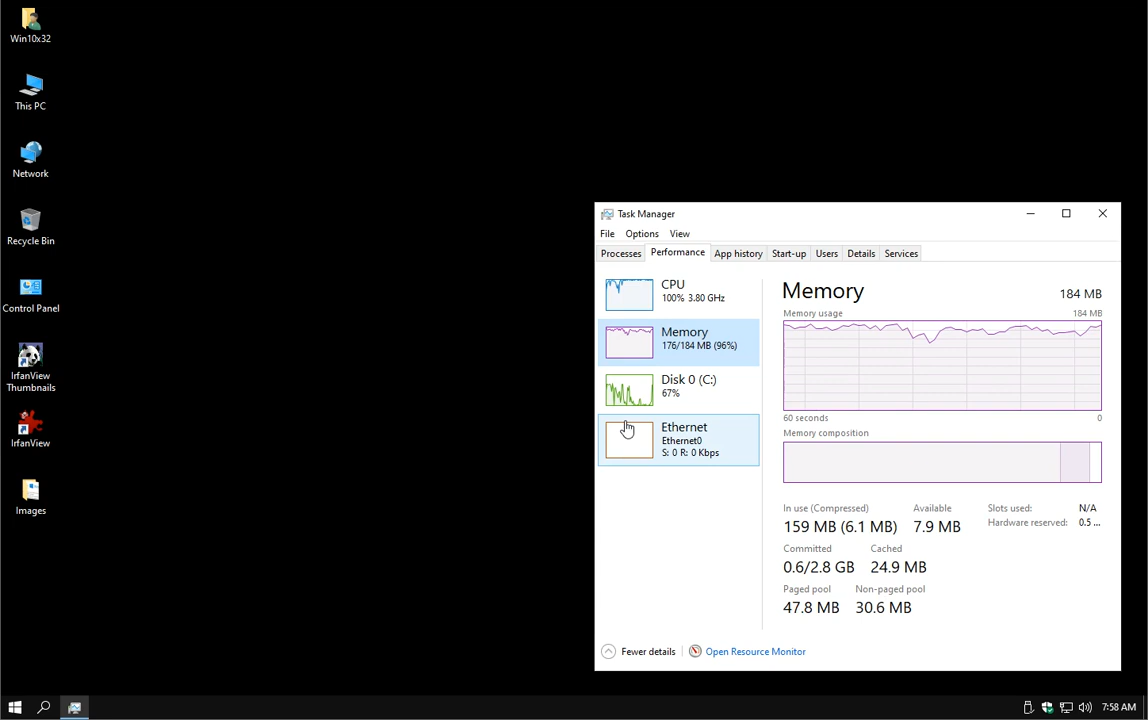 Win10x32
This PC
Network
Recycle Bin
Control Panel
IrfanView
Thumbnails
IrfanView
Images
Task Manager
File Options View
Processes Performance App history Start-up Users Details Services
CPU
100% 3.80 GHz
Memory
176/184 MB (96%)
Disk 0 (C:)
67%
Ethernet
Ethernet0
S: 0 R: 0 Kbps
Memory 184 MB
Memory usage 184 MB
60 seconds 0
Memory composition
In use (Compressed) Available Slots used: N/A
159 MB (6.1 MB) 7.9 MB Hardware reserved: 0.5 ...
Committed Cached
0.6/2.8 GB 24.9 MB
Paged pool Non-paged pool
47.8 MB 30.6 MB
Fewer details Open Resource Monitor
7:58 AM